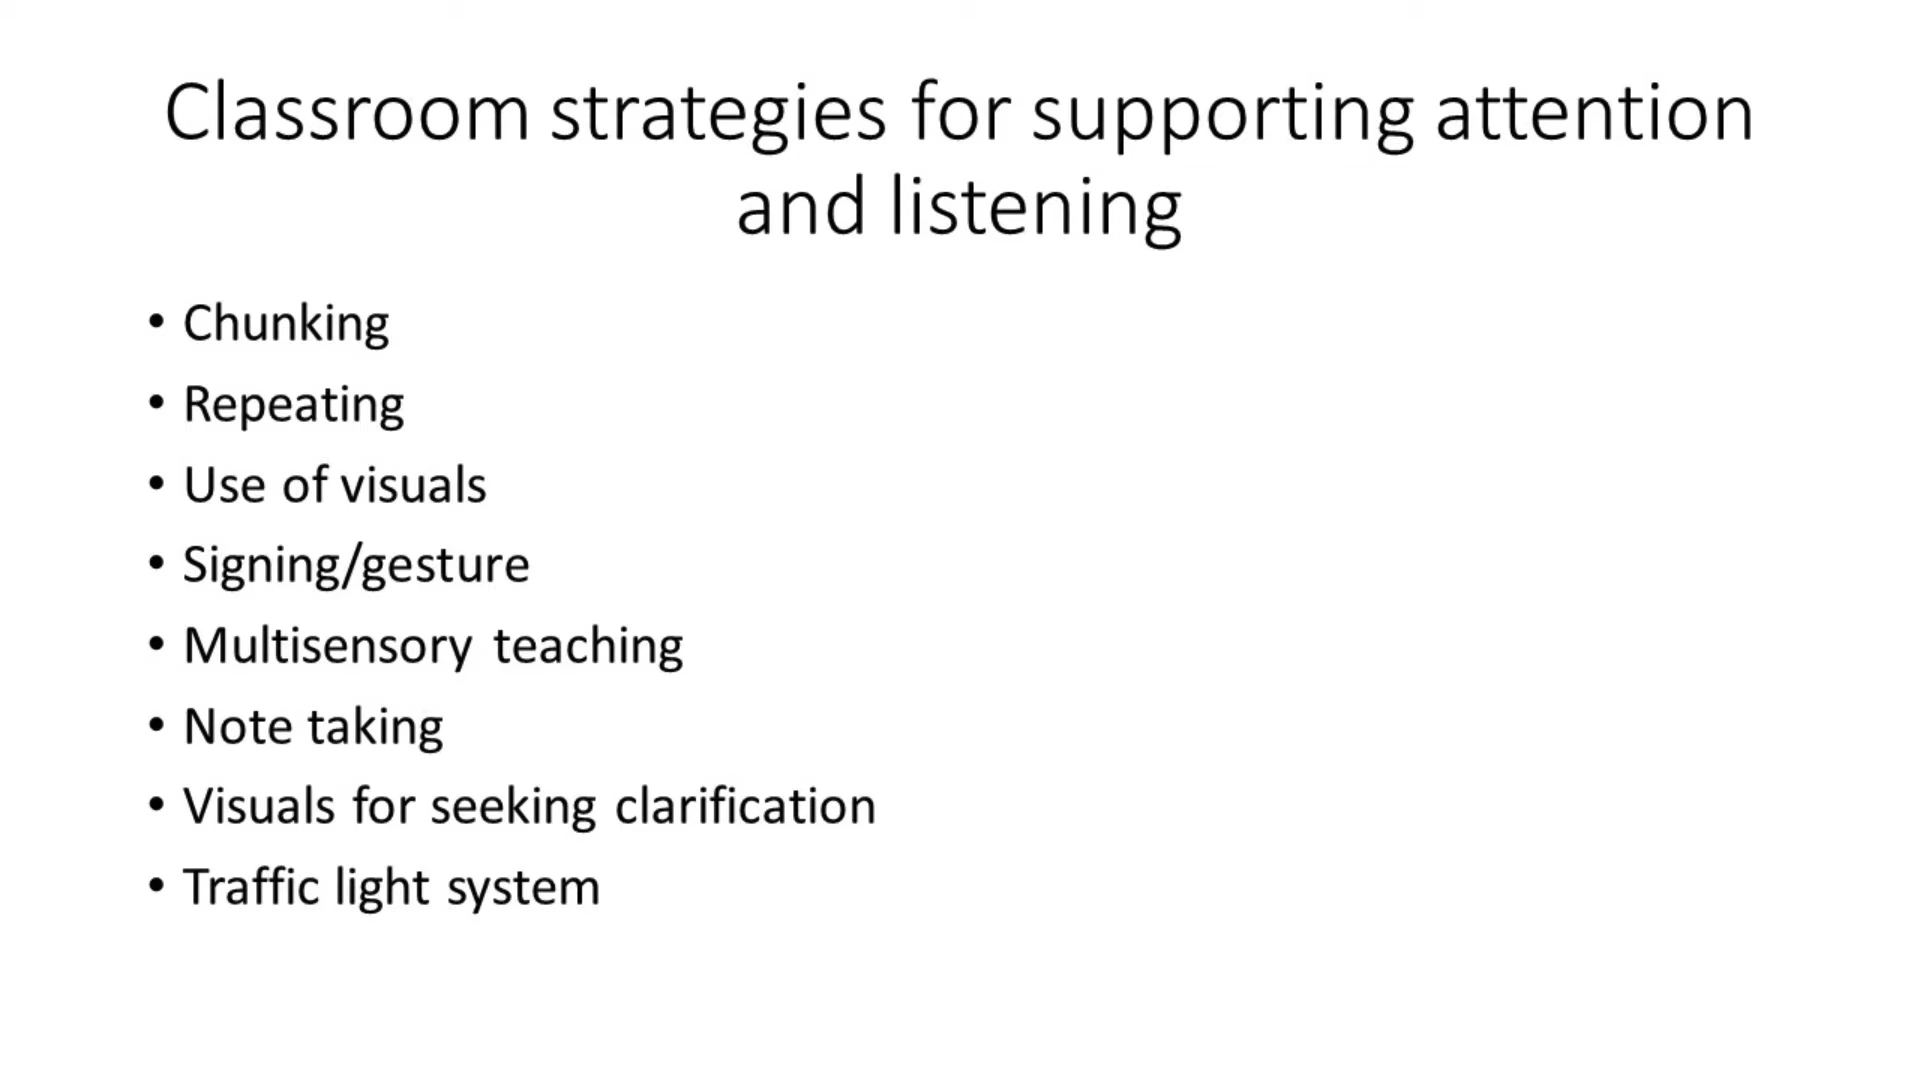 Classroom strategies for supporting attention
and listening
• Chunking
• Repeating
• Use of visuals
• Signing/gesture
• Multisensory teaching
• Note taking
• Visuals for seeking clarification
• Traffic light system